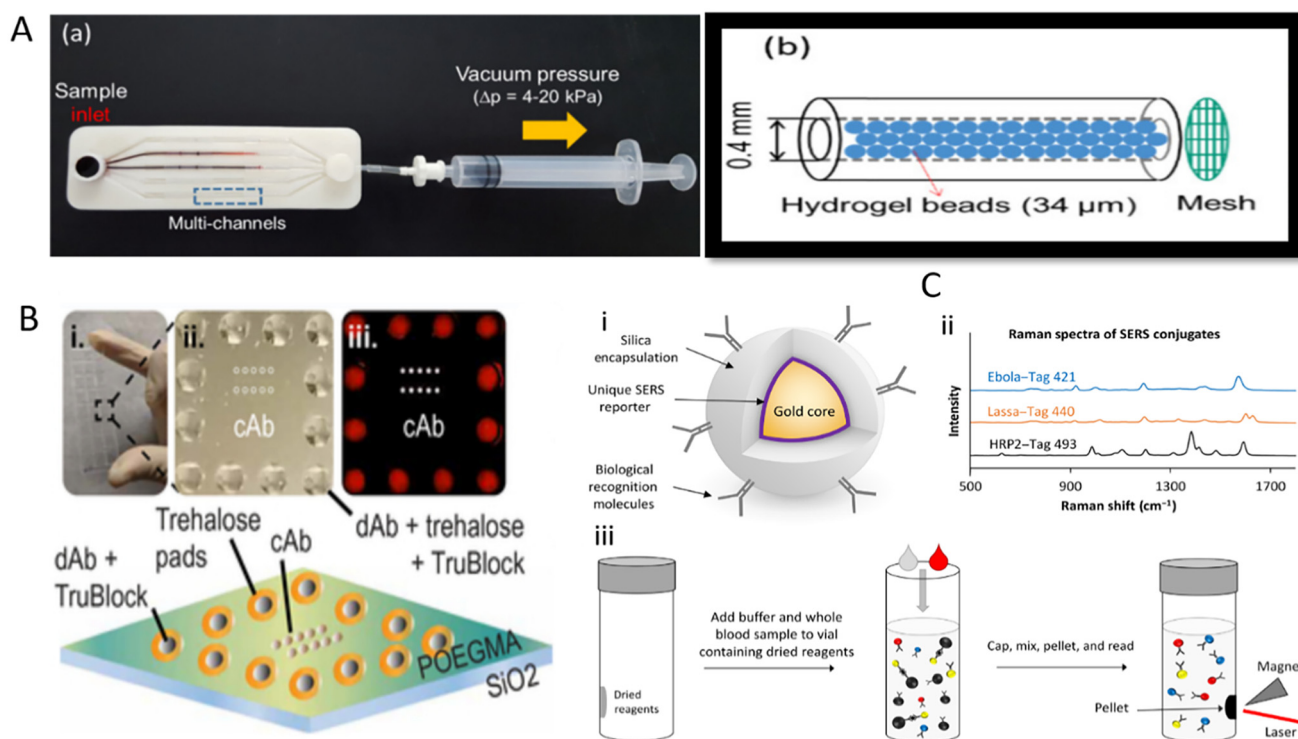 A
(a)
Sample
inlet
Vacuum pressure
(Δp = 4-20 kPa)
Multi-channels
(b)
0.4 mm
Hydrogel beads (34 μm)
Mesh
B
i.
ii.
iii.
cAb
cAb
dAb +
TruBlock
Trehalose
pads
cAb
dAb + trehalose
+ TruBlock
POEGMA
SiO2
C
i
Silica
encapsulation
Unique SERS
reporter
Gold core
Biological
recognition
molecules
ii
Raman spectra of SERS conjugates
Intensity
Ebola–Tag 421
Lassa–Tag 440
HRP2–Tag 493
500
900
1300
1700
Raman shift (cm⁻¹)
iii
Dried
reagents
Add buffer and whole
blood sample to vial
containing dried reagents
Cap, mix, pellet, and read
Pellet
Magne
Laser